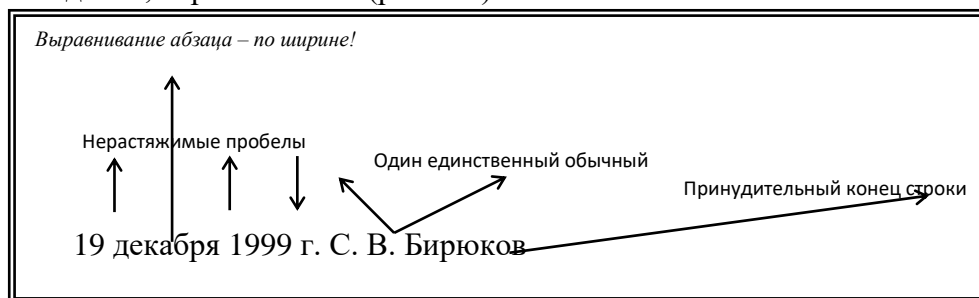 Выравнивание абзаца – по ширине!
Нерастяжимые пробелы
Один единственный обычный
Принудительный конец строки
19 декабря 1999 г. С. В. Бирюков